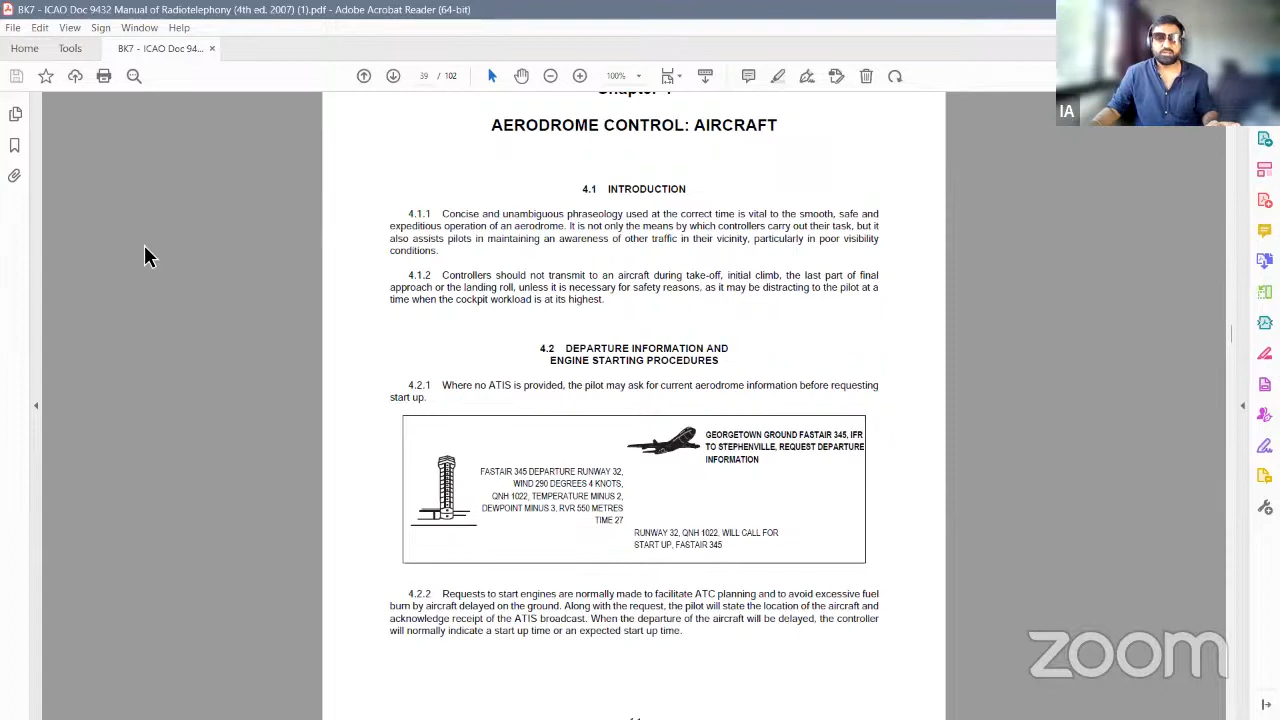 BK7 - ICAO Doc 9432 Manual of Radiotelephony (4th ed. 2007) (1).pdf - Adobe Acrobat Reader (64-bit)
File Edit View Sign Window Help
Home Tools BK7 - ICAO Doc 94... ×
39 / 102 100%
IA
AERODROME CONTROL: AIRCRAFT
4.1 INTRODUCTION
4.1.1 Concise and unambiguous phraseology used at the correct time is vital to the smooth, safe and
expeditious operation of an aerodrome. It is not only the means by which controllers carry out their task, but it
also assists pilots in maintaining an awareness of other traffic in their vicinity, particularly in poor visibility
conditions.
4.1.2 Controllers should not transmit to an aircraft during take-off, initial climb, the last part of final
approach or the landing roll, unless it is necessary for safety reasons, as it may be distracting to the pilot at a
time when the cockpit workload is at its highest.
4.2 DEPARTURE INFORMATION AND
ENGINE STARTING PROCEDURES
4.2.1 Where no ATIS is provided, the pilot may ask for current aerodrome information before requesting
start up.
GEORGETOWN GROUND FASTAIR 345, IFR
TO STEPHENVILLE, REQUEST DEPARTURE
INFORMATION
FASTAIR 345 DEPARTURE RUNWAY 32,
WIND 290 DEGREES 4 KNOTS,
QNH 1022, TEMPERATURE MINUS 2,
DEWPOINT MINUS 3, RVR 550 METRES
TIME 27
RUNWAY 32, QNH 1022, WILL CALL FOR
START UP, FASTAIR 345
4.2.2 Requests to start engines are normally made to facilitate ATC planning and to avoid excessive fuel
burn by aircraft delayed on the ground. Along with the request, the pilot will state the location of the aircraft and
acknowledge receipt of the ATIS broadcast. When the departure of the aircraft will be delayed, the controller
will normally indicate a start up time or an expected start up time.
zoom